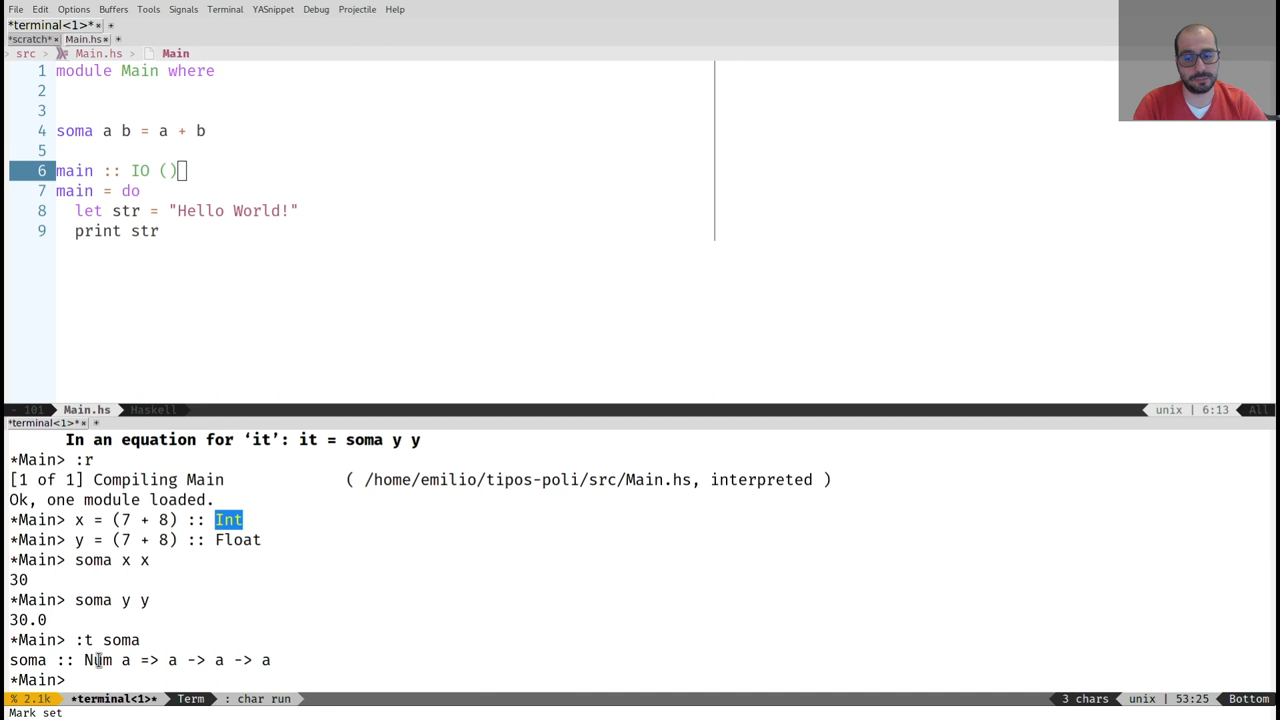 File Edit Options Buffers Tools Signals Terminal YASnippet Debug Projectile Help
*terminal<1>*× +
*scratch*× Main.hs× +
> src > Main.hs > Main
1 module Main where
2
3
4 soma a b = a + b
5
6 main :: IO ()
7 main = do
8 let str = "Hello World!"
9 print str
- 101 Main.hs Haskell unix | 6:13 All
*terminal<1>*× +
In an equation for ‘it’: it = soma y y
*Main> :r
[1 of 1] Compiling Main ( /home/emilio/tipos-poli/src/Main.hs, interpreted )
Ok, one module loaded.
*Main> x = (7 + 8) :: Int
*Main> y = (7 + 8) :: Float
*Main> soma x x
30
*Main> soma y y
30.0
*Main> :t soma
soma :: Num a => a -> a -> a
*Main>
% 2.1k *terminal<1>* Term : char run 3 chars unix | 53:25 Bottom
Mark set